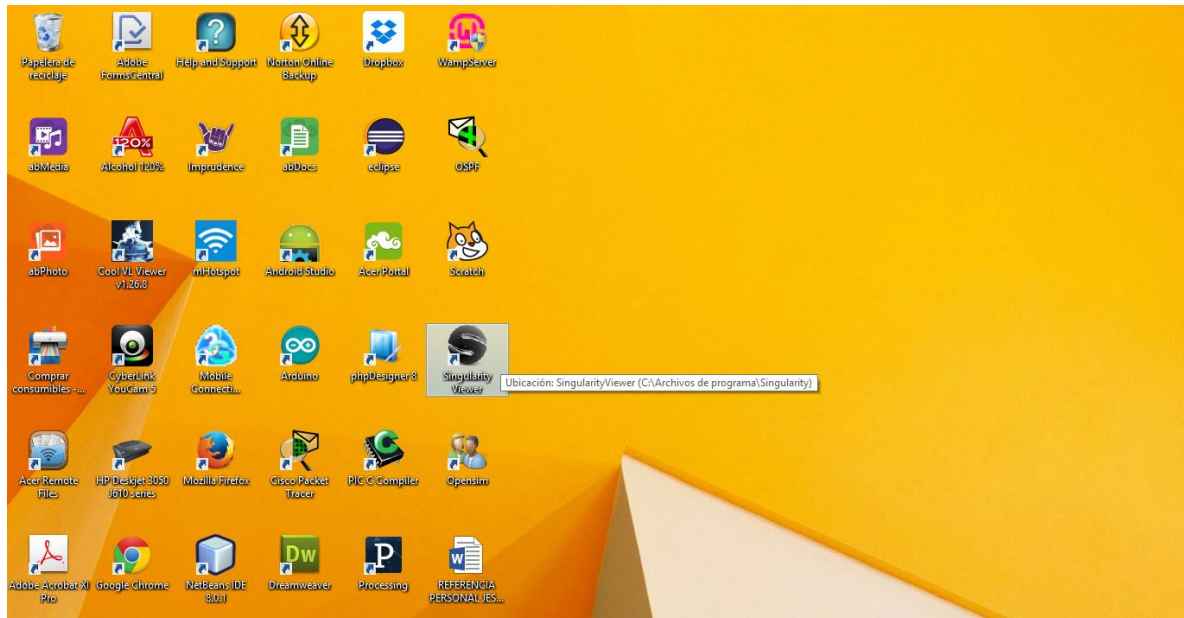 Papelera de
reciclaje
Adobe
FormsCentral
Help and Support
Norton Online
Backup
Dropbox
WampServer
abMedia
120%
Alcohol 120%
Imprudence
abDocs
eclipse
OSPF
abPhoto
Cool VL Viewer
v1.26.8
mHotspot
Android Studio
Acer Portal
Scratch
Comprar
consumibles -...
CyberLink
YouCam 5
Mobile
Connecti...
Arduino
phpDesigner 8
Singularity
Viewer
Ubicación: SingularityViewer (C:\Archivos de programa\Singularity)
Acer Remote
Files
HP Deskjet 3050
J610 series
Mozilla Firefox
Cisco Packet
Tracer
PIC C Compiler
Opensim
Adobe Acrobat XI
Pro
Google Chrome
NetBeans IDE
8.0.1
Dw
Dreamweaver
P
Processing
W
REFERENCIA
PERSONAL JES...